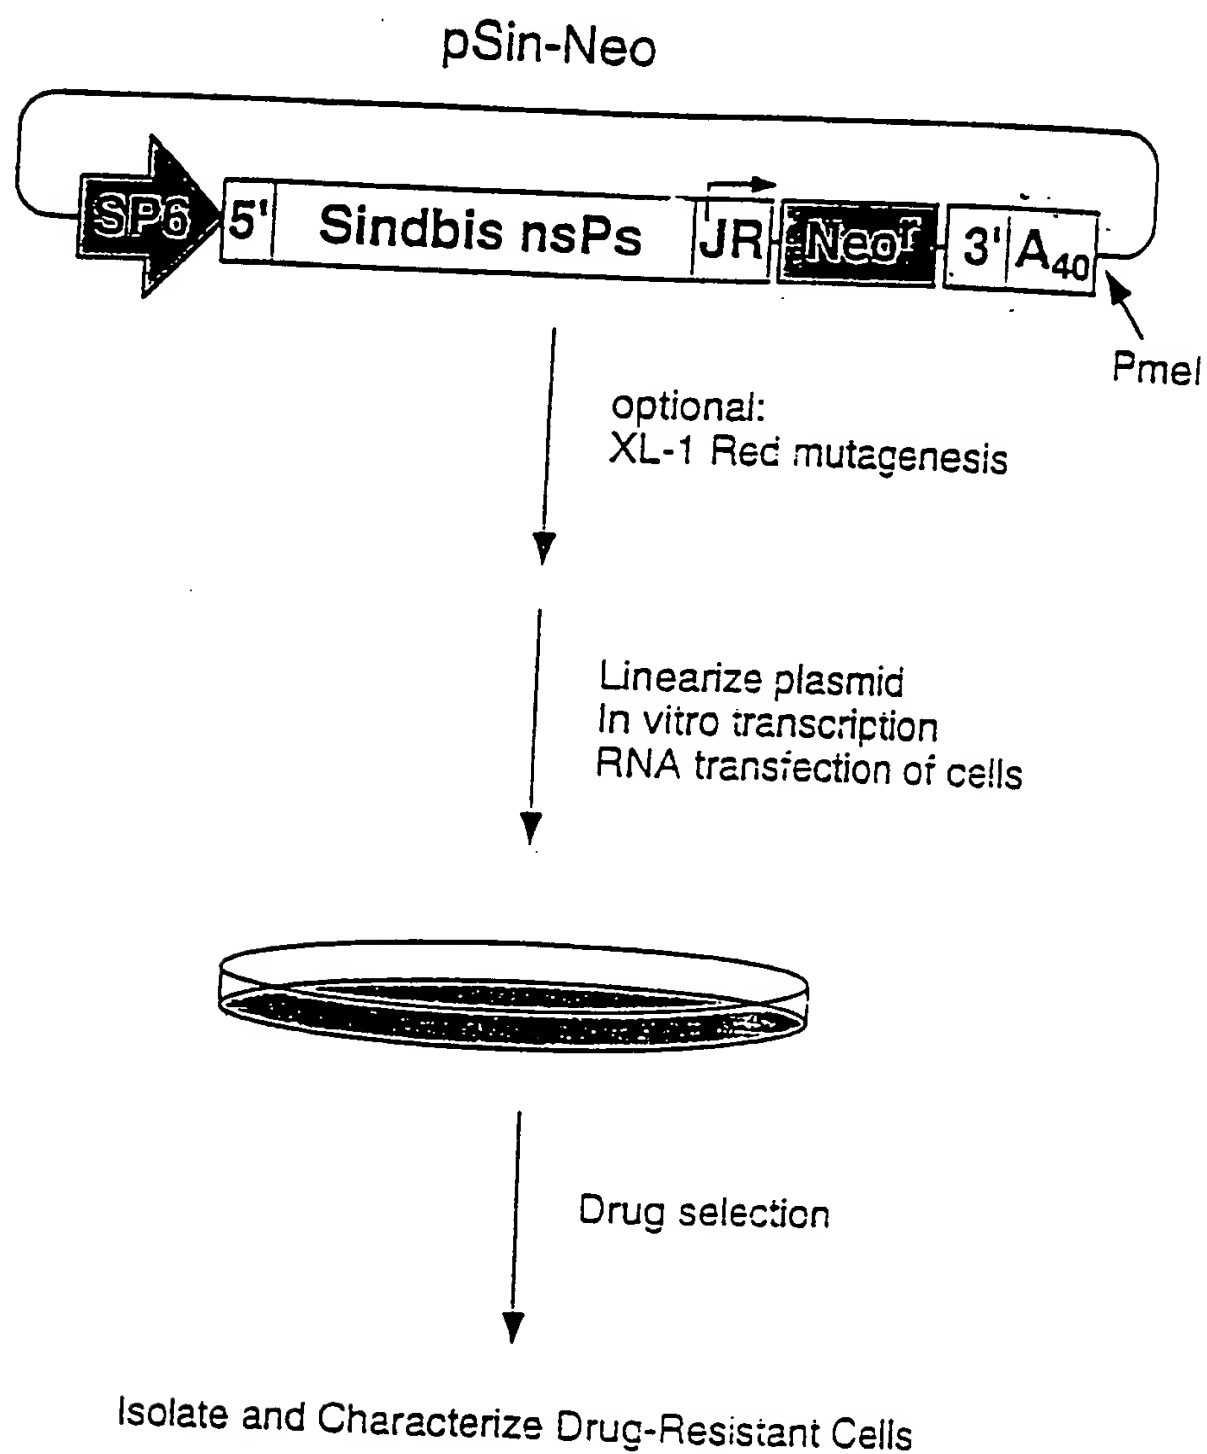 pSin-Neo
SP6 5' Sindbis nsPs JR Neoʳ 3' A₄₀
PmeI
optional:
XL-1 Red mutagenesis
Linearize plasmid
In vitro transcription
RNA transfection of cells
Drug selection
Isolate and Characterize Drug-Resistant Cells